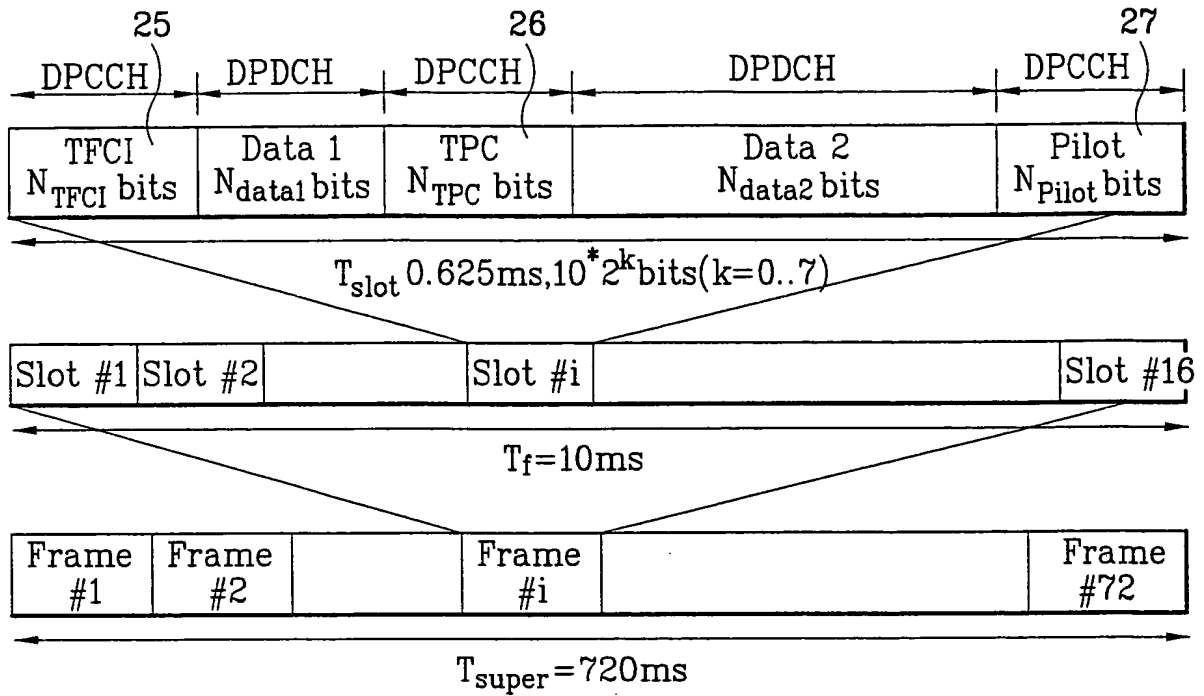 25 26 27
DPCCH DPDCH DPCCH DPDCH DPCCH
TFCI Data 1 TPC Data 2 Pilot
N_TFCI bits N_data1 bits N_TPC bits N_data2 bits N_Pilot bits
T_slot 0.625ms,10*2^k bits(k=0..7)
Slot #1 Slot #2 Slot #i Slot #16
T_f=10ms
Frame Frame Frame Frame
#1 #2 #i #72
T_super=720ms